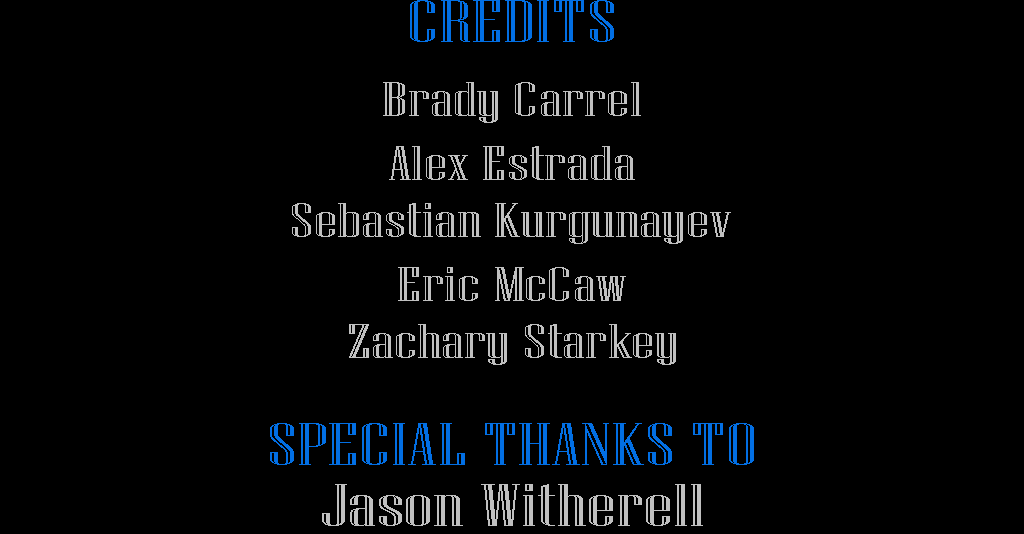 CREDITS
Brady Carrel
Alex Estrada
Sebastian Kurgunayev
Eric McCaw
Zachary Starkey
SPECIAL THANKS TO
Jason Witherell